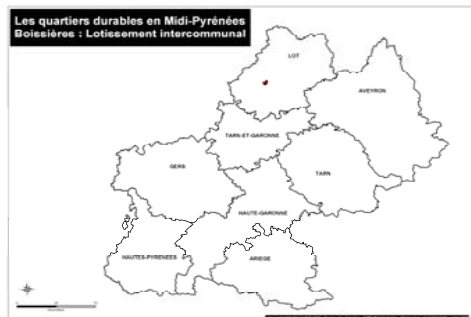 Les quartiers durables en Midi-Pyrénées
Boissières : Lotissement intercommunal
LOT
AVEYRON
TARN-ET-GARONNE
GERS
TARN
HAUTE-GARONNE
HAUTES-PYRENEES
ARIEGE